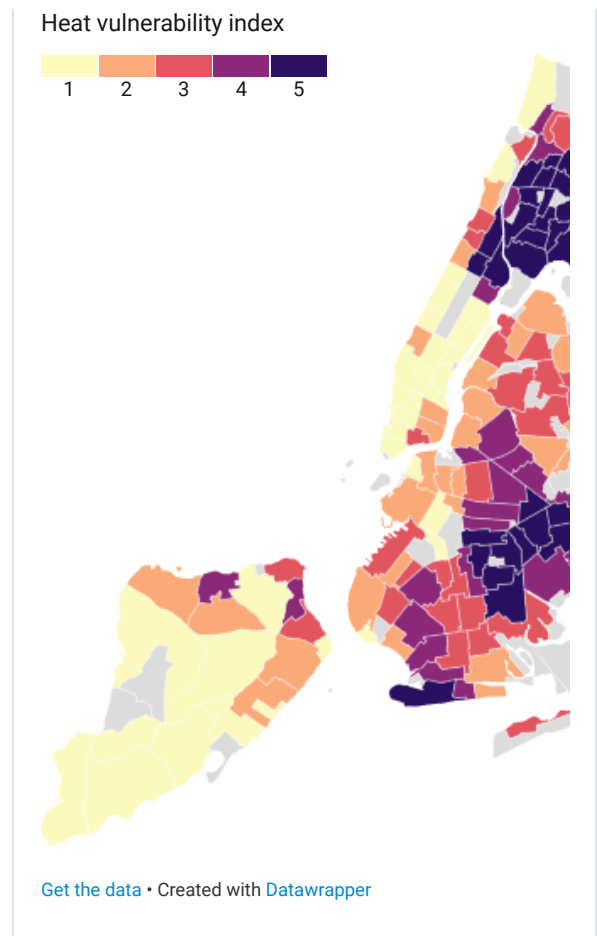 Heat vulnerability index
1 2 3 4 5
Get the data • Created with Datawrapper